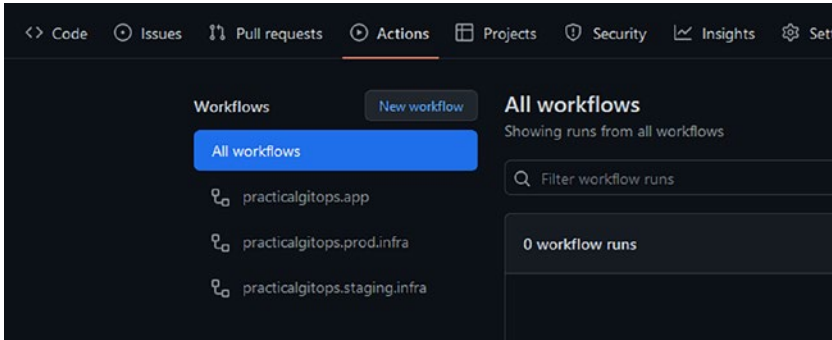 <> Code Issues Pull requests Actions Projects Security Insights
Workflows New workflow
All workflows
practicalgitops.app
practicalgitops.prod.infra
practicalgitops.staging.infra
All workflows
Showing runs from all workflows
Filter workflow runs
0 workflow runs